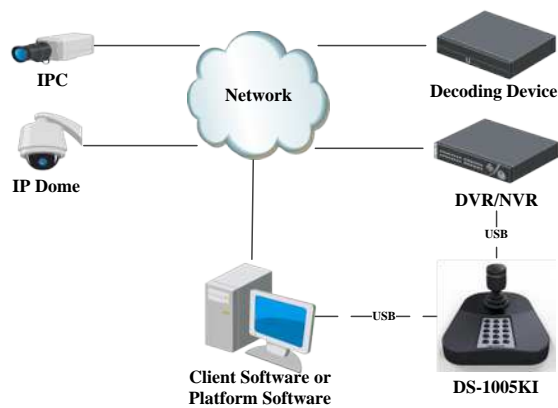 IPC
Network
Decoding Device
IP Dome
DVR/NVR
USB
USB
Client Software or
Platform Software
DS-1005KI